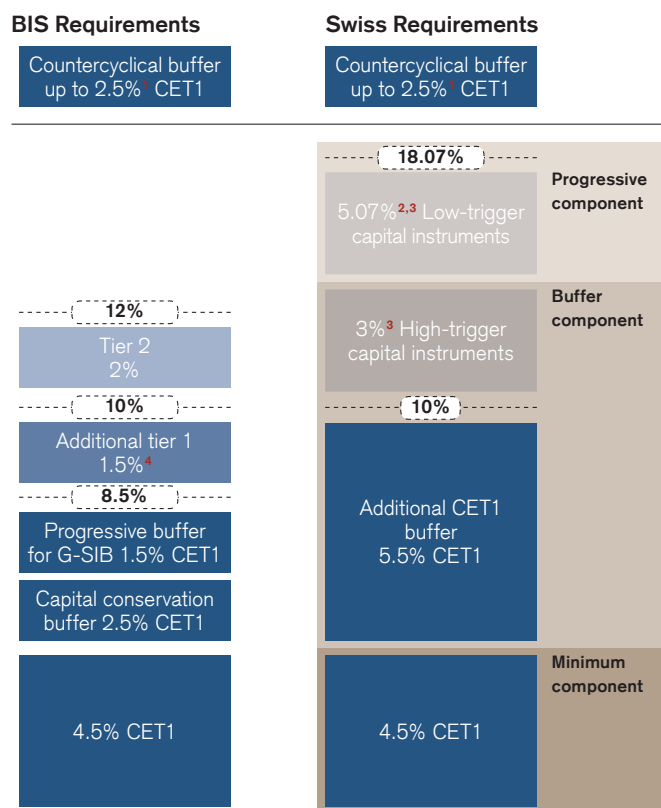 BIS Requirements
Countercyclical buffer
up to 2.5%¹ CET1
12%
Tier 2
2%
10%
Additional tier 1
1.5%⁴
8.5%
Progressive buffer
for G-SIB 1.5% CET1
Capital conservation
buffer 2.5% CET1
4.5% CET1
Swiss Requirements
Countercyclical buffer
up to 2.5%¹ CET1
18.07%
5.07%²,³ Low-trigger
capital instruments
Progressive
component
3%³ High-trigger
capital instruments
Buffer
component
10%
Additional CET1
buffer
5.5% CET1
4.5% CET1
Minimum
component